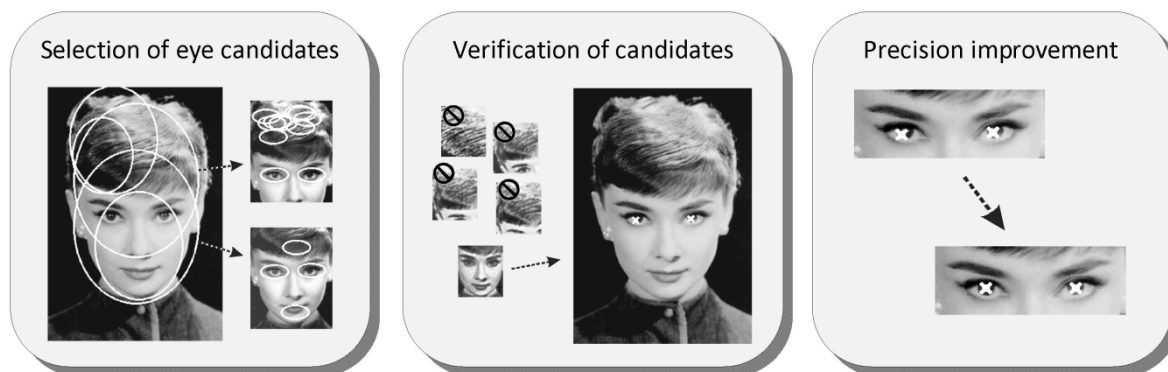 Selection of eye candidates
Verification of candidates
Precision improvement